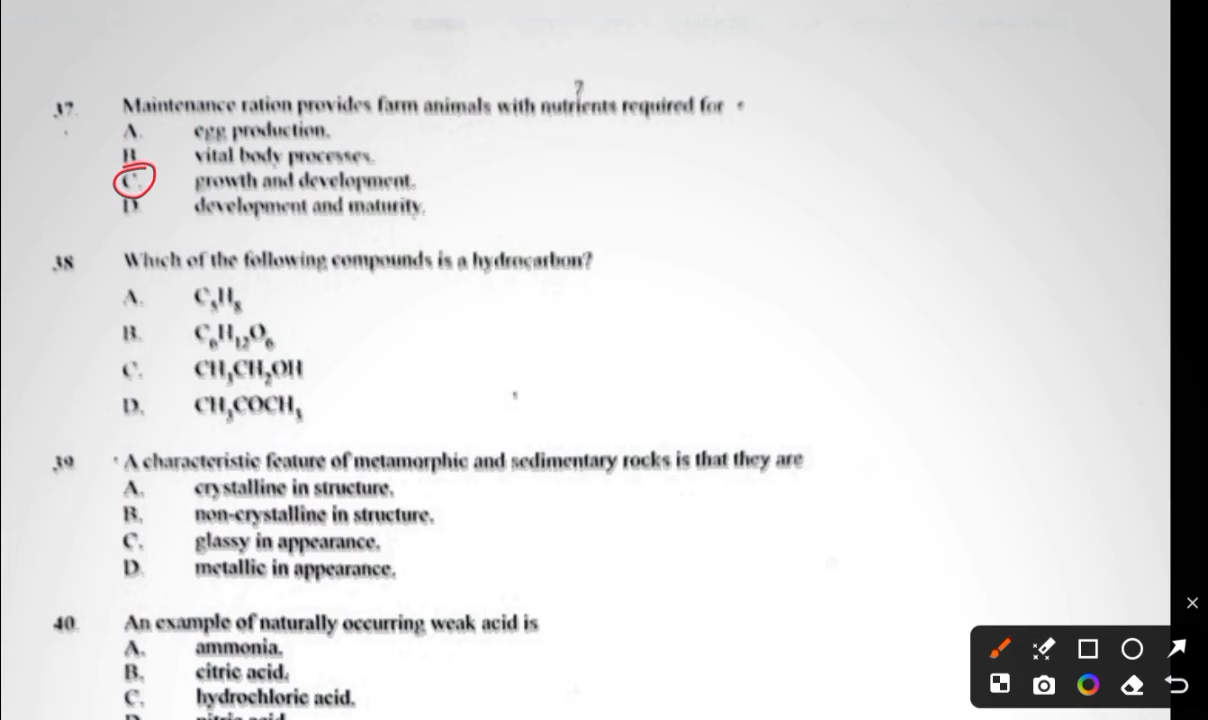 ?
37. Maintenance ration provides farm animals with nutrients required for
A. egg production.
B. vital body processes.
C. growth and development.
D. development and maturity.
38 Which of the following compounds is a hydrocarbon?
A. C₅H₈
B. C₆H₁₂O₆
C. CH₃CH₂OH
D. CH₃COCH₃
39 A characteristic feature of metamorphic and sedimentary rocks is that they are
A. crystalline in structure.
B. non-crystalline in structure.
C. glassy in appearance.
D. metallic in appearance.
40. An example of naturally occurring weak acid is
A. ammonia.
B. citric acid.
C. hydrochloric acid.
D. nitric acid